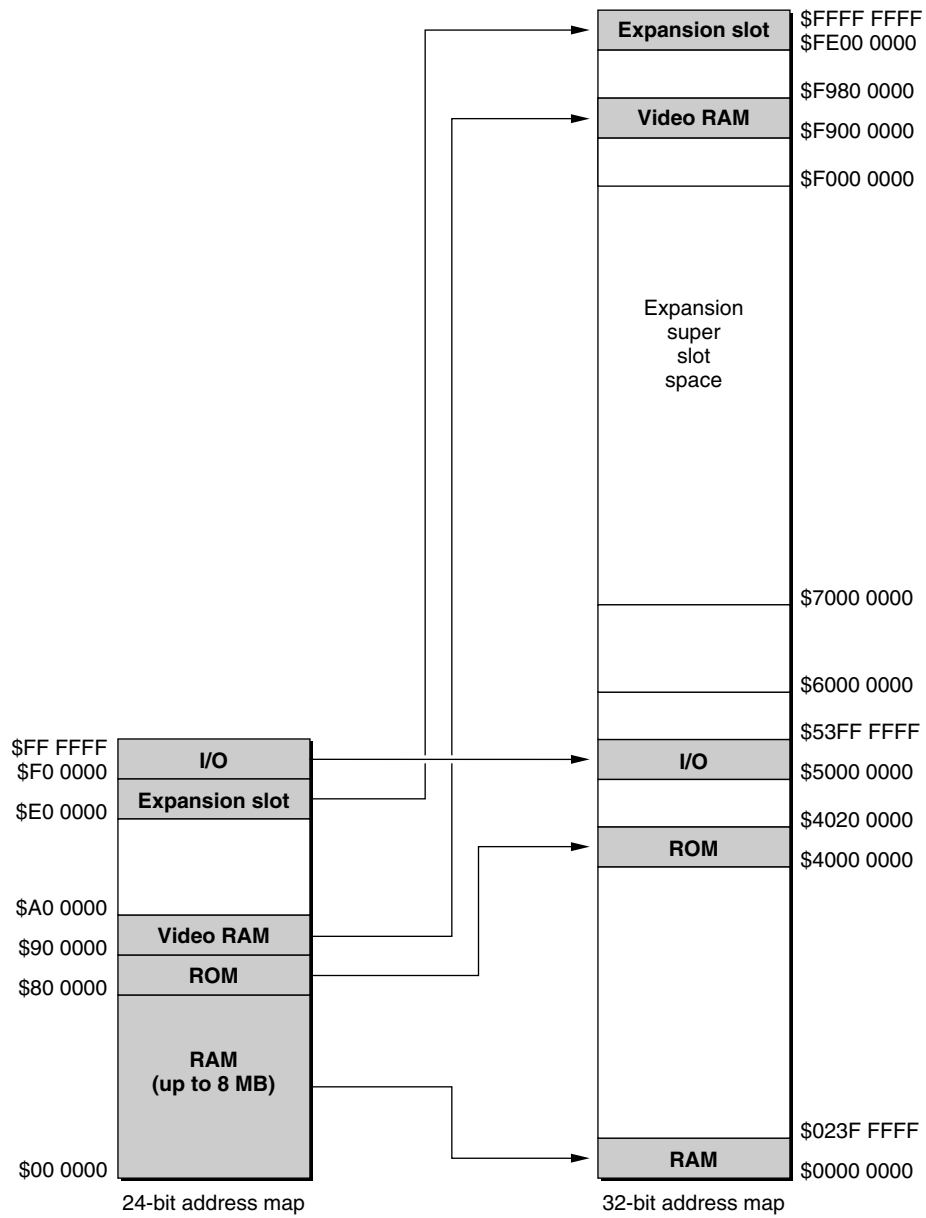 $FFFF FFFF
Expansion slot
$FE00 0000
$F980 0000
Video RAM
$F900 0000
$F000 0000
Expansion
super
slot
space
$7000 0000
$6000 0000
$53FF FFFF
I/O
$5000 0000
$4020 0000
ROM
$4000 0000
$023F FFFF
RAM
$0000 0000
32-bit address map
$FF FFFF
I/O
$F0 0000
Expansion slot
$E0 0000
$A0 0000
Video RAM
$90 0000
ROM
$80 0000
RAM
(up to 8 MB)
$00 0000
24-bit address map